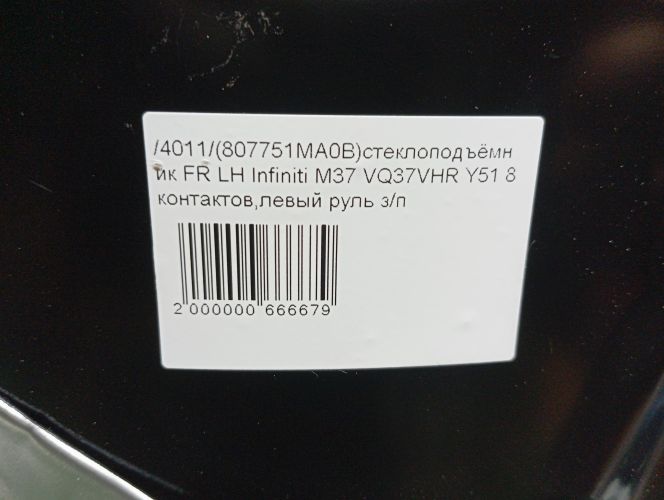 /4011/(807751MA0B)стеклоподъёмн
ик FR LH Infiniti M37 VQ37VHR Y51 8
контактов,левый руль з/п
2 000000 666679